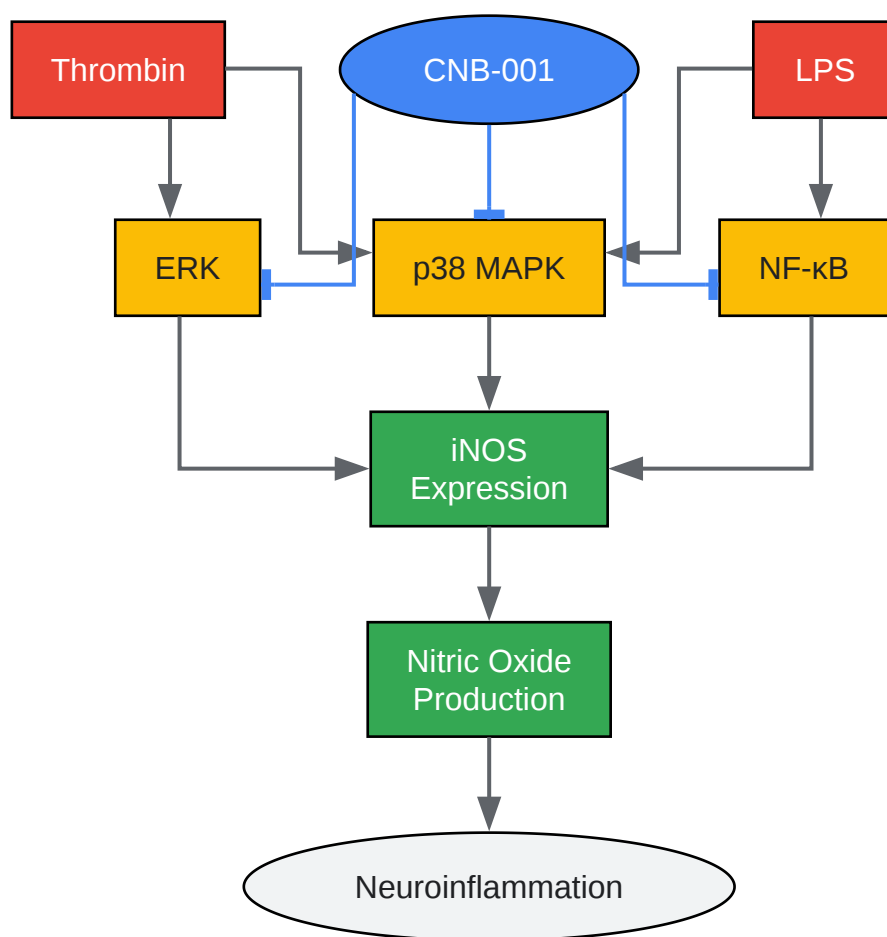 Thrombin
CNB-001
LPS
ERK
p38 MAPK
NF-κB
iNOS
Expression
Nitric Oxide
Production
Neuroinflammation